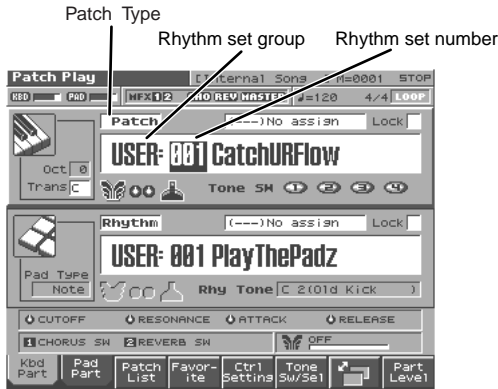 Patch Type
Rhythm set group Rhythm set number
Patch Play [Internal Song M=0001 STOP
KBD PAD MFX 1 2 CHO REV MASTER ♩=120 4/4 LOOP
Patch (---)No assign Lock
USER: 001 CatchURFlow
Oct 0
Trans C
Tone SW 1 2 3 4
Rhythm (---)No assign Lock
USER: 001 PlayThePadz
Pad Type
Note
Rhy Tone C 2(Old Kick )
CUTOFF RESONANCE ATTACK RELEASE
1 CHORUS SW 2 REVERB SW OFF
Kbd Part Pad Part Patch List Favor-ite Ctrl Setting Tone Sw/Sel Part Level